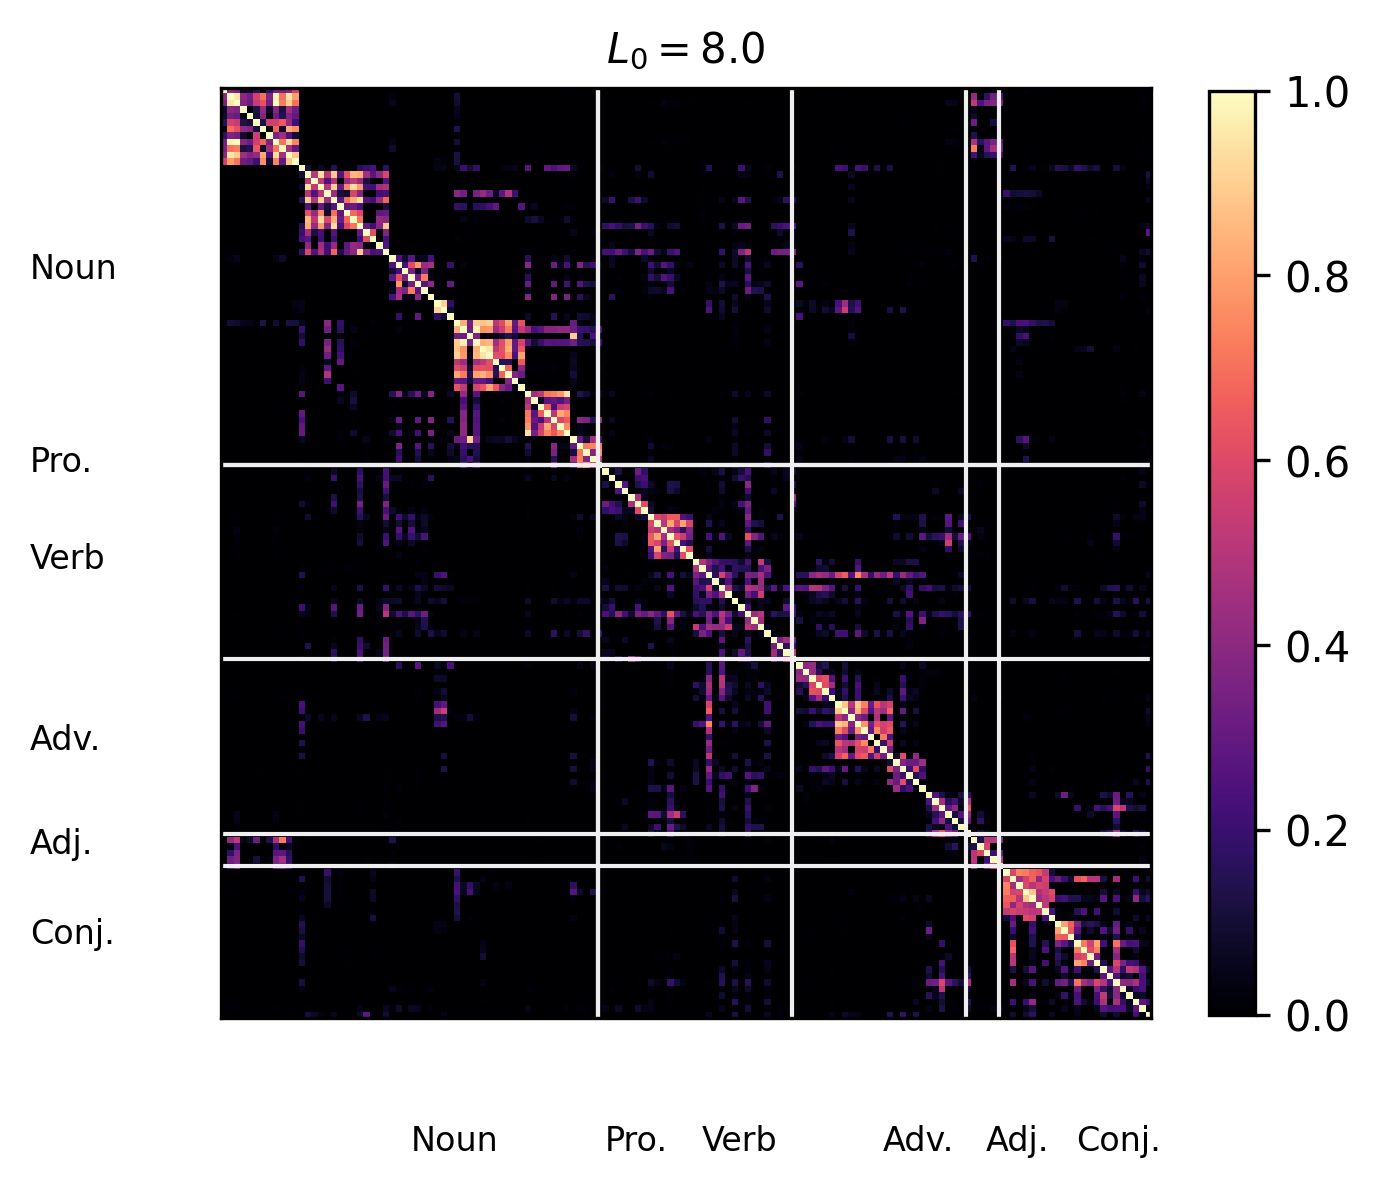 L₀ = 8.0
Noun
Pro.
Verb
Adv.
Adj.
Conj.
1.0
0.8
0.6
0.4
0.2
0.0
Noun Pro. Verb Adv. Adj. Conj.